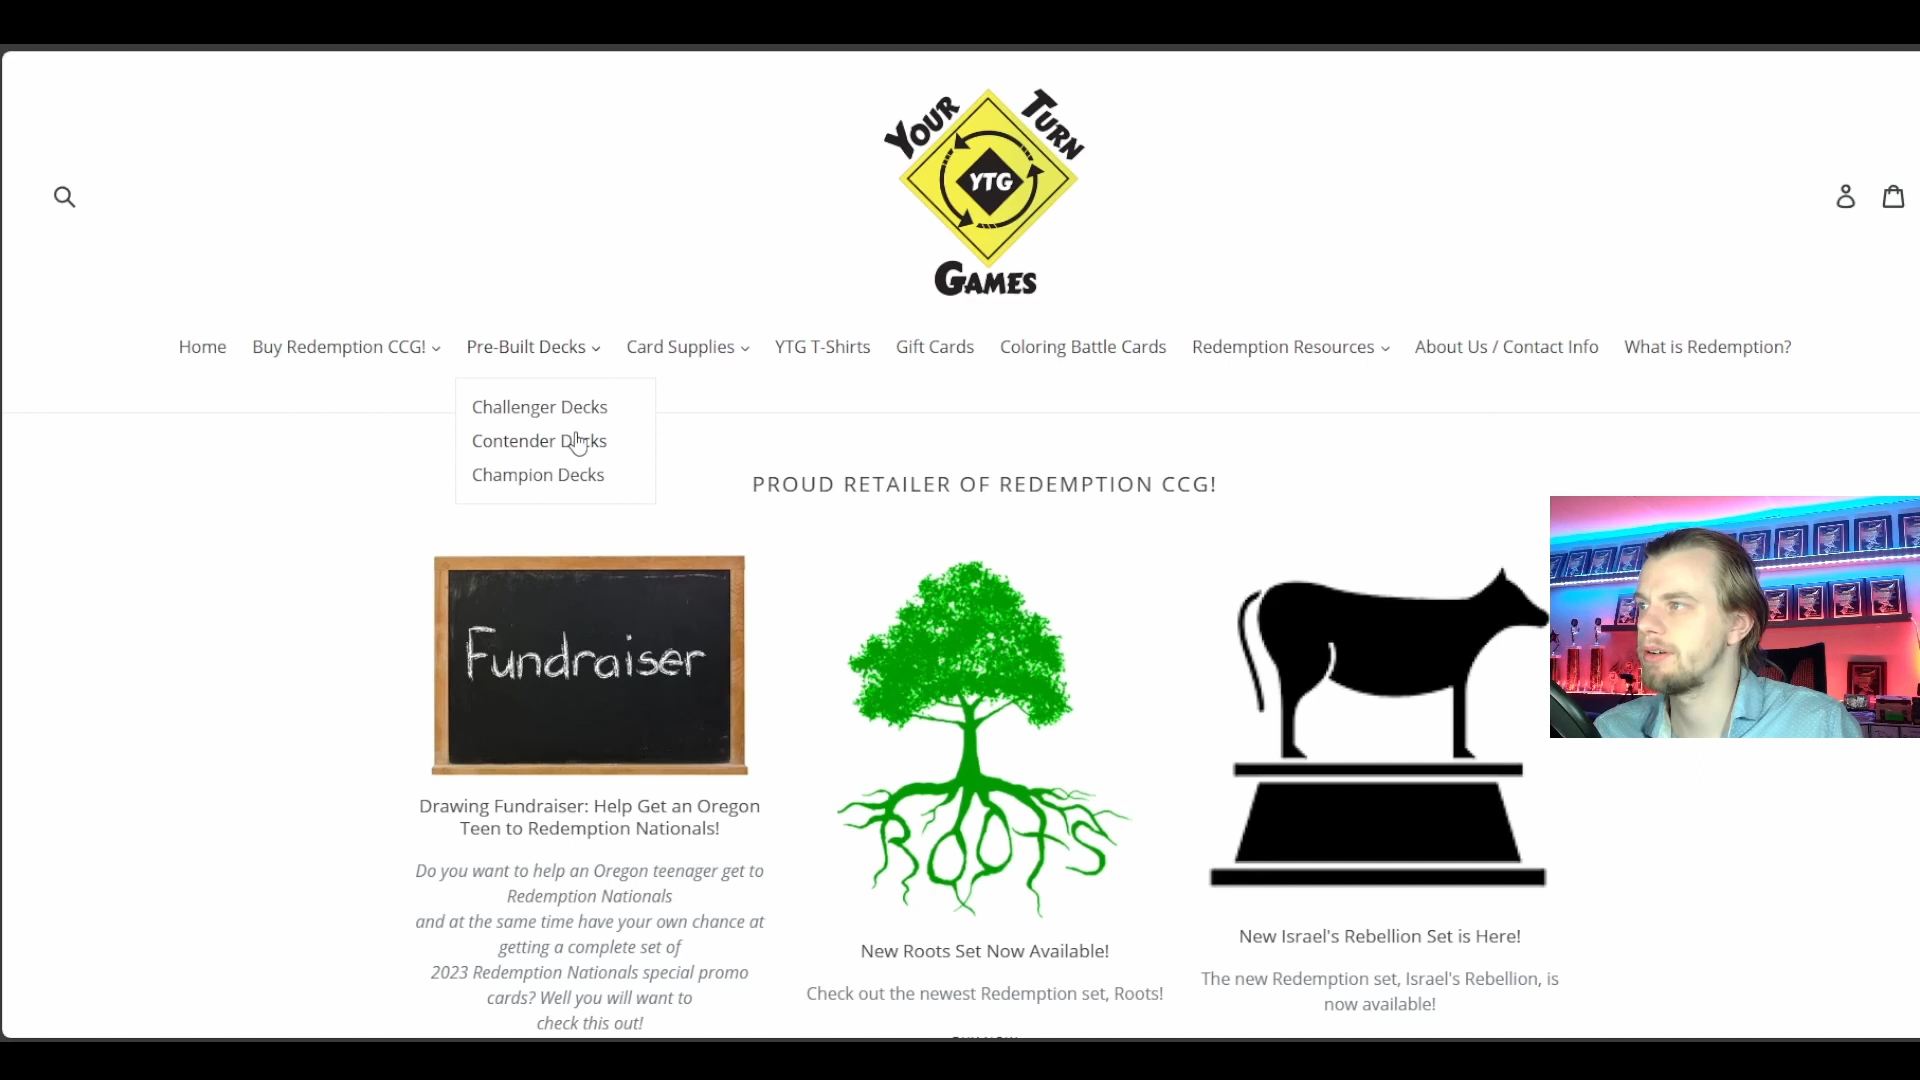 YOUR TURN
YTG
GAMES
Home Buy Redemption CCG! Pre-Built Decks Card Supplies YTG T-Shirts Gift Cards Coloring Battle Cards Redemption Resources About Us / Contact Info What is Redemption?
Challenger Decks
Contender Decks
Champion Decks
PROUD RETAILER OF REDEMPTION CCG!
Fundraiser
ROOTS
Drawing Fundraiser: Help Get an Oregon
Teen to Redemption Nationals!
Do you want to help an Oregon teenager get to
Redemption Nationals
and at the same time have your own chance at
getting a complete set of
2023 Redemption Nationals special promo
cards? Well you will want to
check this out!
New Roots Set Now Available!
Check out the newest Redemption set, Roots!
New Israel's Rebellion Set is Here!
The new Redemption set, Israel's Rebellion, is
now available!